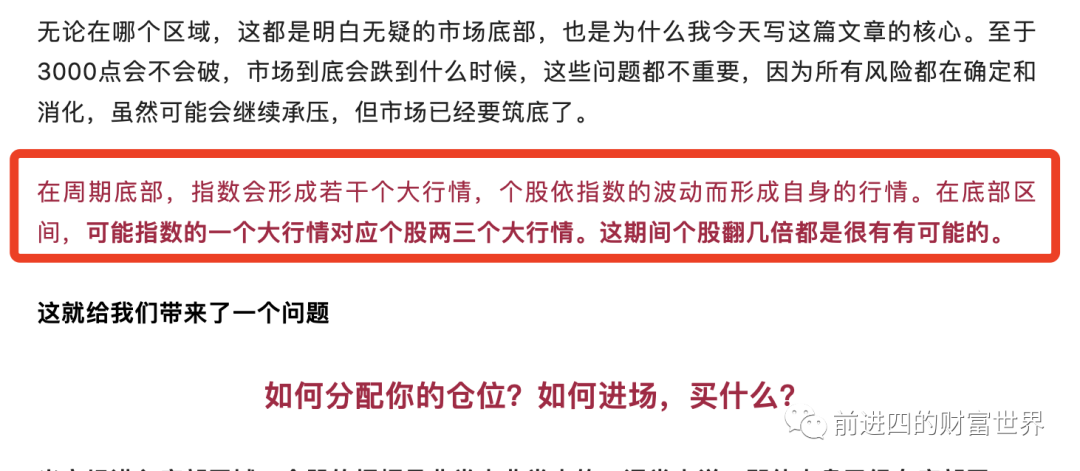 无论在哪个区域，这都是明白无疑的市场底部，也是为什么我今天写这篇文章的核心。至于
3000点会不会破，市场到底会跌到什么时候，这些问题都不重要，因为所有风险都在确定和
消化，虽然可能会继续承压，但市场已经要筑底了。
在周期底部，指数会形成若干个大行情，个股依指数的波动而形成自身的行情。在底部区
间，可能指数的一个大行情对应个股两三个大行情。这期间个股翻几倍都是很有有可能的。
这就给我们带来了一个问题
如何分配你的仓位？如何进场，买什么？
前进四的财富世界